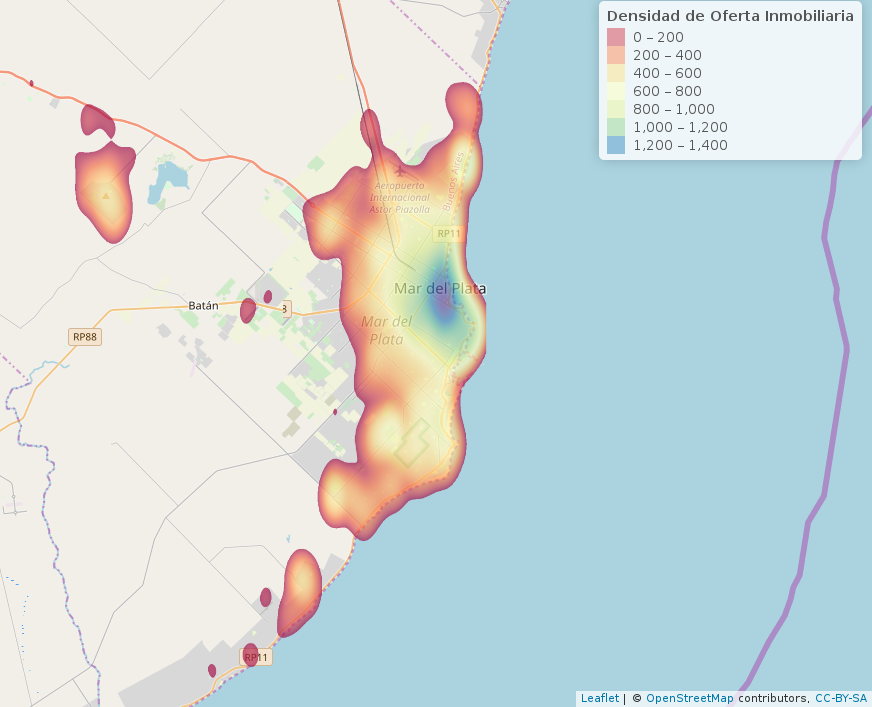 Densidad de Oferta Inmobiliaria
0 – 200
200 – 400
400 – 600
600 – 800
800 – 1,000
1,000 – 1,200
1,200 – 1,400
Buenos Aires
Aeropuerto
Internacional
Astor Piazolla
RP11
Mar del Plata
Batán
8
Mar del
Plata
RP88
RP11
Leaflet | © OpenStreetMap contributors, CC-BY-SA